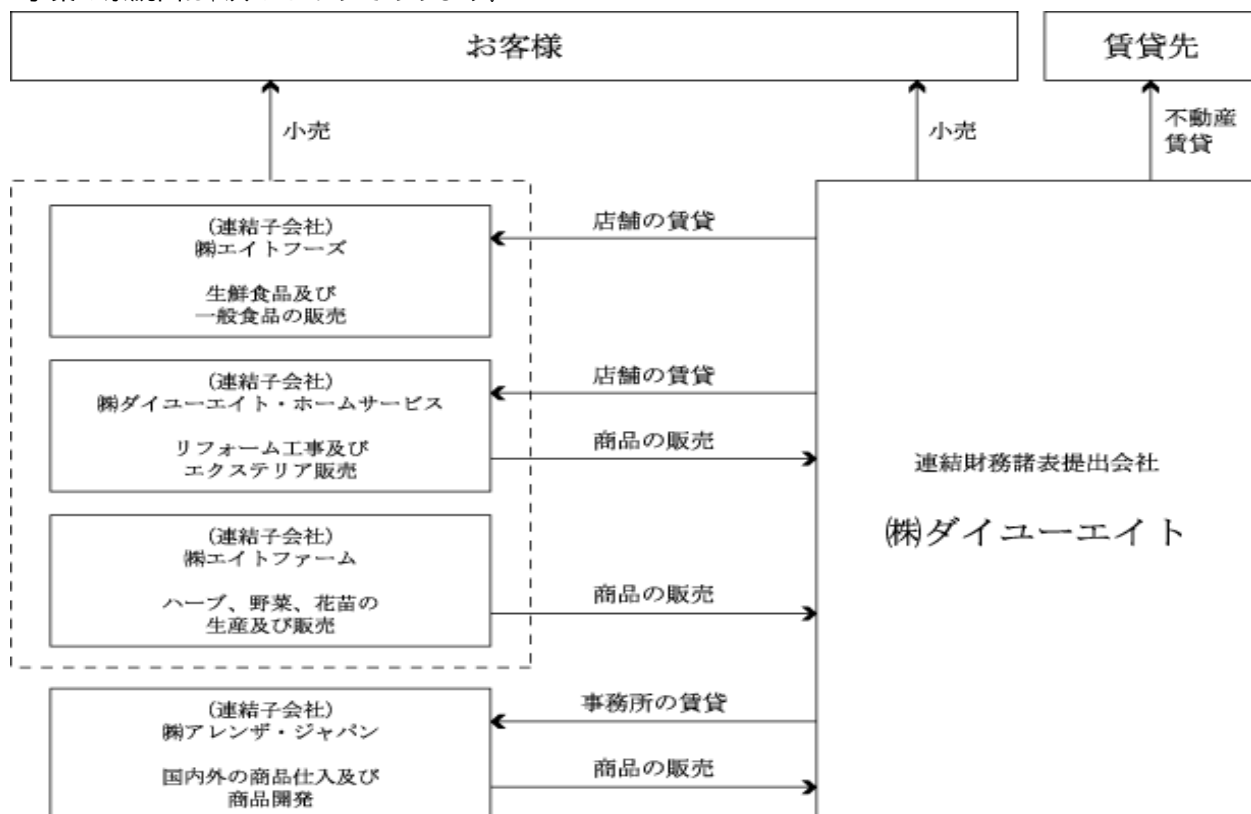 お客様
賃貸先
小売
小売
不動産
賃貸
(連結子会社)
㈱エイトフーズ
生鮮食品及び
一般食品の販売
店舗の賃貸
(連結子会社)
㈱ダイユーエイト・ホームサービス
リフォーム工事及び
エクステリア販売
店舗の賃貸
商品の販売
連結財務諸表提出会社
㈱ダイユーエイト
(連結子会社)
㈱エイトファーム
ハーブ、野菜、花苗の
生産及び販売
商品の販売
(連結子会社)
㈱アレンザ・ジャパン
国内外の商品仕入及び
商品開発
事務所の賃貸
商品の販売